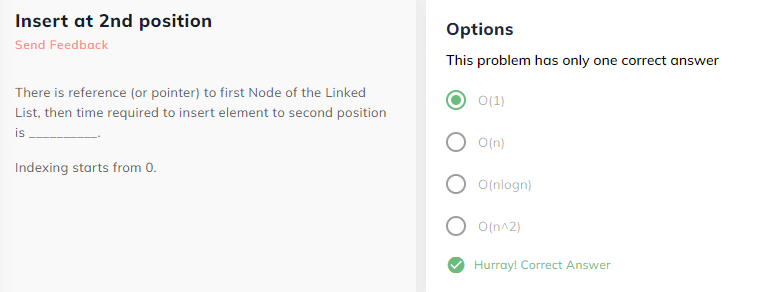 Insert at 2nd position
Send Feedback
There is reference (or pointer) to first Node of the Linked
List, then time required to insert element to second position
is __________.
Indexing starts from 0.
Options
This problem has only one correct answer
O(1)
O(n)
O(nlogn)
O(n^2)
Hurray! Correct Answer